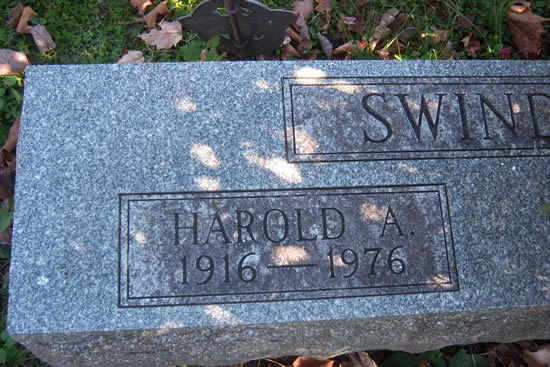 SWIND
HAROLD A.
1916 — 1976